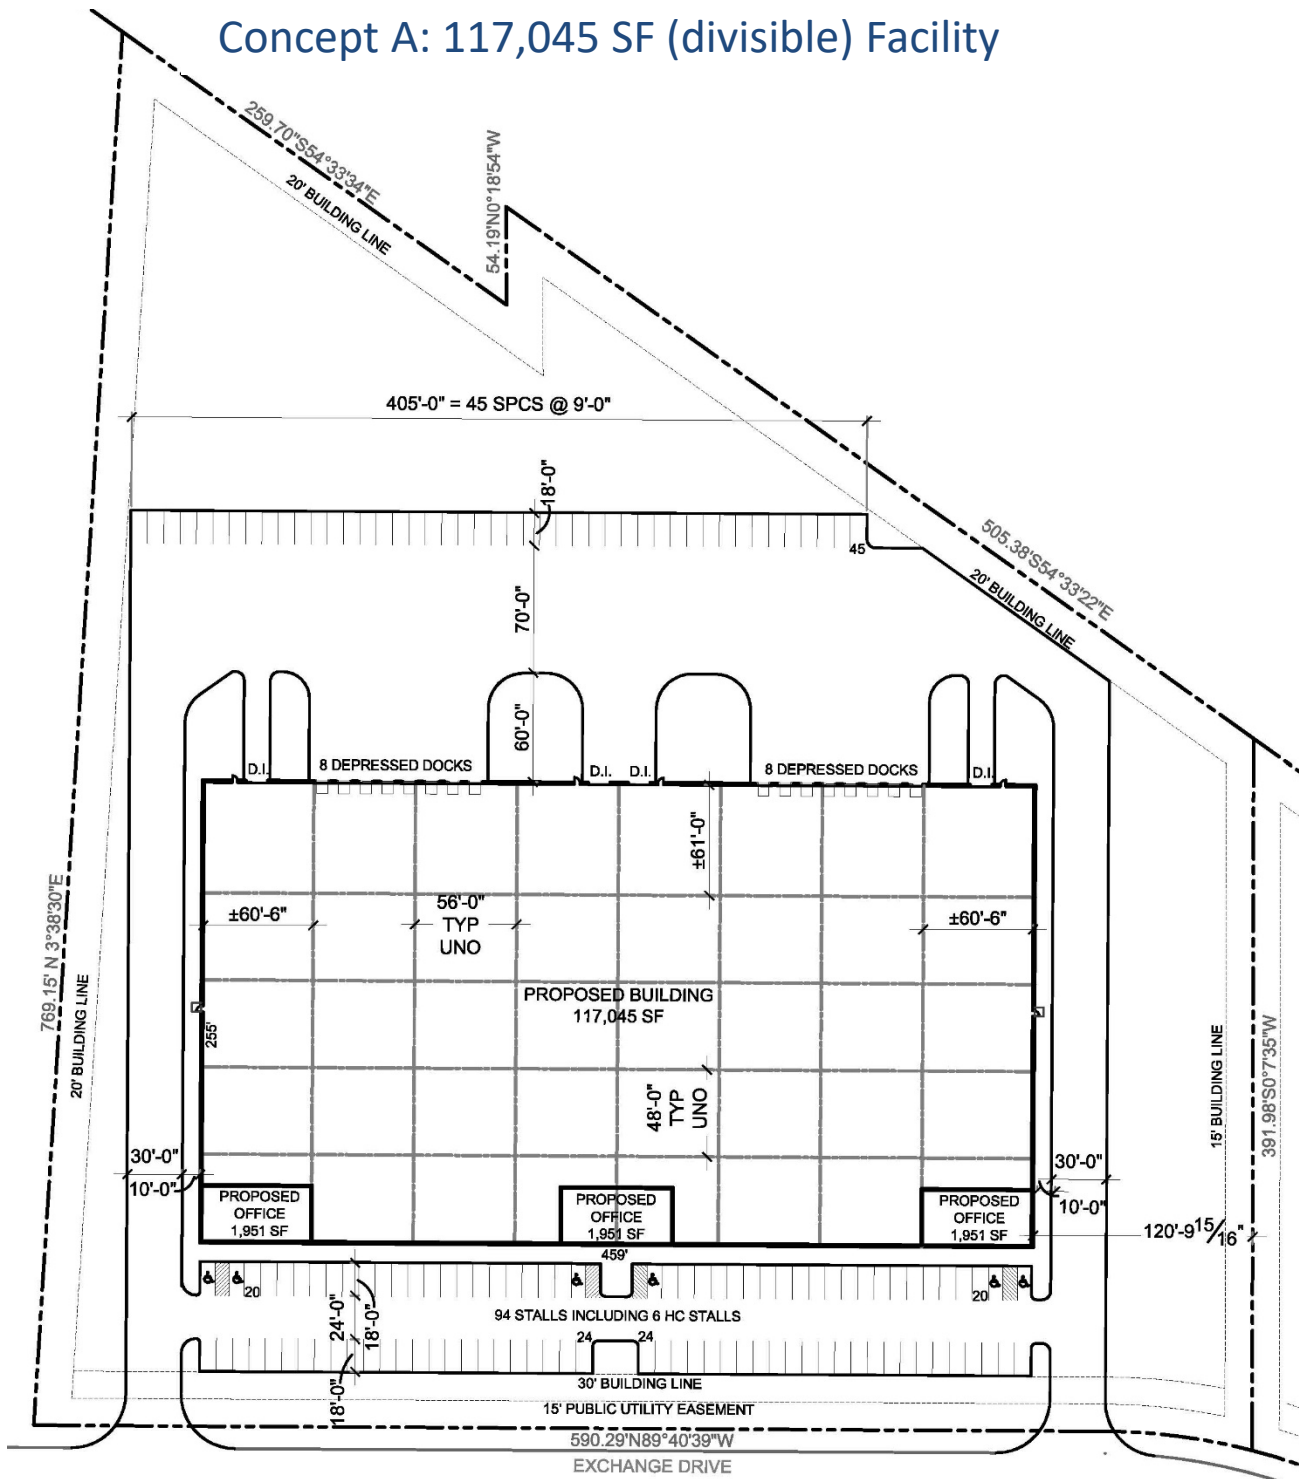 Concept A: 117,045 SF (divisible) Facility
259.70"S54°33'34"E
20' BUILDING LINE
54.19'N0°18'54"W
405'-0" = 45 SPCS @ 9'-0"
18'-0"
45
505.38'S54°33'22"E
20' BUILDING LINE
70'-0"
60'-0"
D.I.
8 DEPRESSED DOCKS
D.I.
D.I.
8 DEPRESSED DOCKS
D.I.
±61'-0"
±60'-6"
56'-0"
TYP
UNO
±60'-6"
769.15' N 3°38'30"E
20' BUILDING LINE
255'
PROPOSED BUILDING
117,045 SF
48'-0"
TYP
UNO
15' BUILDING LINE
391.98'S0°7'35"W
30'-0"
10'-0"
30'-0"
10'-0"
PROPOSED
OFFICE
1,951 SF
PROPOSED
OFFICE
1,951 SF
PROPOSED
OFFICE
1,951 SF
120'-9 15/16"
459'
20
20
94 STALLS INCLUDING 6 HC STALLS
24'-0"
18'-0"
24
24
18'-0"
30' BUILDING LINE
15' PUBLIC UTILITY EASEMENT
590.29'N89°40'39"W
EXCHANGE DRIVE